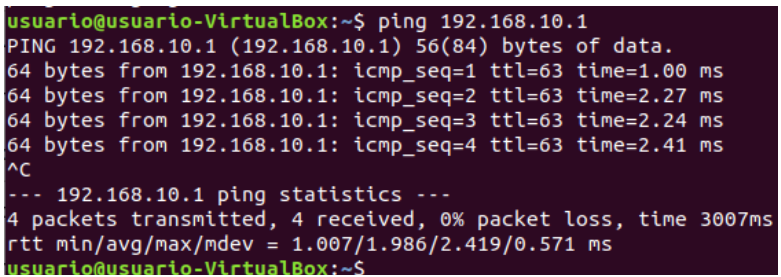 usuario@usuario-VirtualBox:~$ ping 192.168.10.1
PING 192.168.10.1 (192.168.10.1) 56(84) bytes of data.
64 bytes from 192.168.10.1: icmp_seq=1 ttl=63 time=1.00 ms
64 bytes from 192.168.10.1: icmp_seq=2 ttl=63 time=2.27 ms
64 bytes from 192.168.10.1: icmp_seq=3 ttl=63 time=2.24 ms
64 bytes from 192.168.10.1: icmp_seq=4 ttl=63 time=2.41 ms
^C
--- 192.168.10.1 ping statistics ---
4 packets transmitted, 4 received, 0% packet loss, time 3007ms
rtt min/avg/max/mdev = 1.007/1.986/2.419/0.571 ms
usuario@usuario-VirtualBox:~$